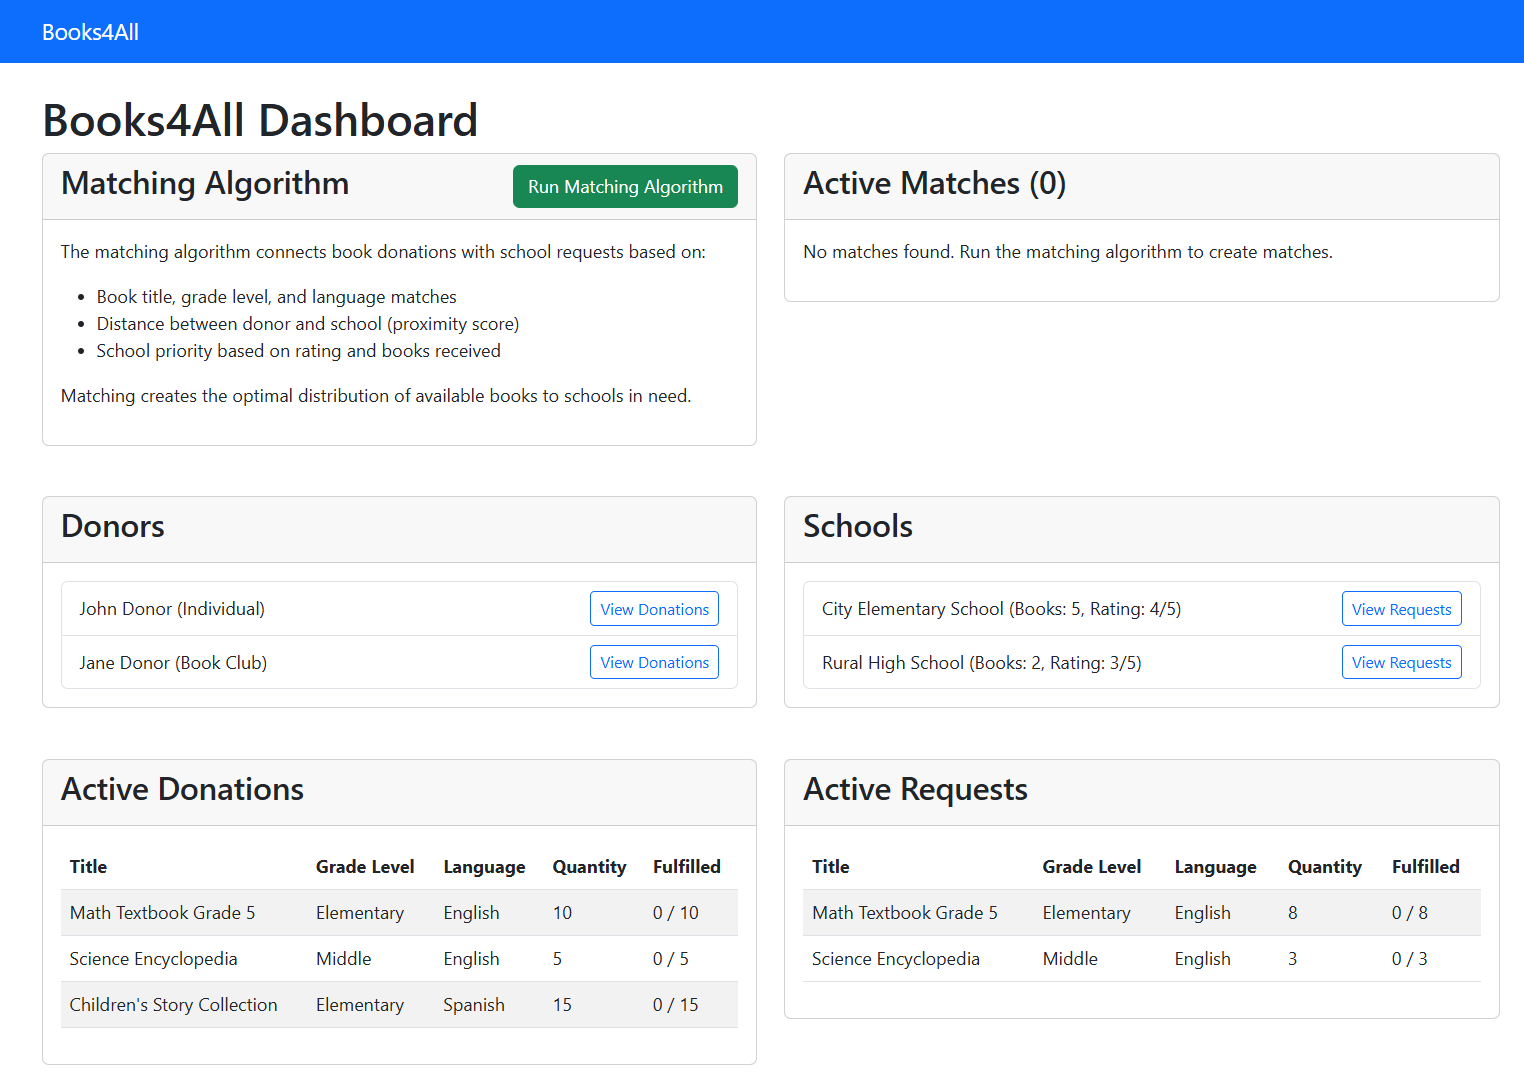 Books4All
Books4All Dashboard
Matching Algorithm
Run Matching Algorithm
The matching algorithm connects book donations with school requests based on:
• Book title, grade level, and language matches
• Distance between donor and school (proximity score)
• School priority based on rating and books received
Matching creates the optimal distribution of available books to schools in need.
Active Matches (0)
No matches found. Run the matching algorithm to create matches.
Donors
John Donor (Individual) View Donations
Jane Donor (Book Club) View Donations
Schools
City Elementary School (Books: 5, Rating: 4/5) View Requests
Rural High School (Books: 2, Rating: 3/5) View Requests
Active Donations
Title Grade Level Language Quantity Fulfilled
Math Textbook Grade 5 Elementary English 10 0 / 10
Science Encyclopedia Middle English 5 0 / 5
Children's Story Collection Elementary Spanish 15 0 / 15
Active Requests
Title Grade Level Language Quantity Fulfilled
Math Textbook Grade 5 Elementary English 8 0 / 8
Science Encyclopedia Middle English 3 0 / 3